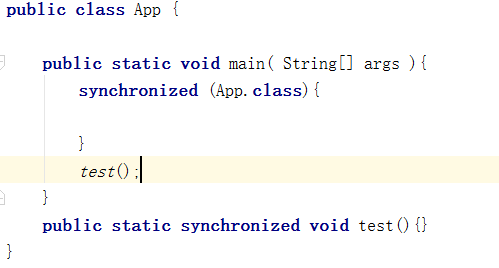 public class App {
public static void main( String[] args ){
synchronized (App.class){
}
test();
}
public static synchronized void test(){}
}